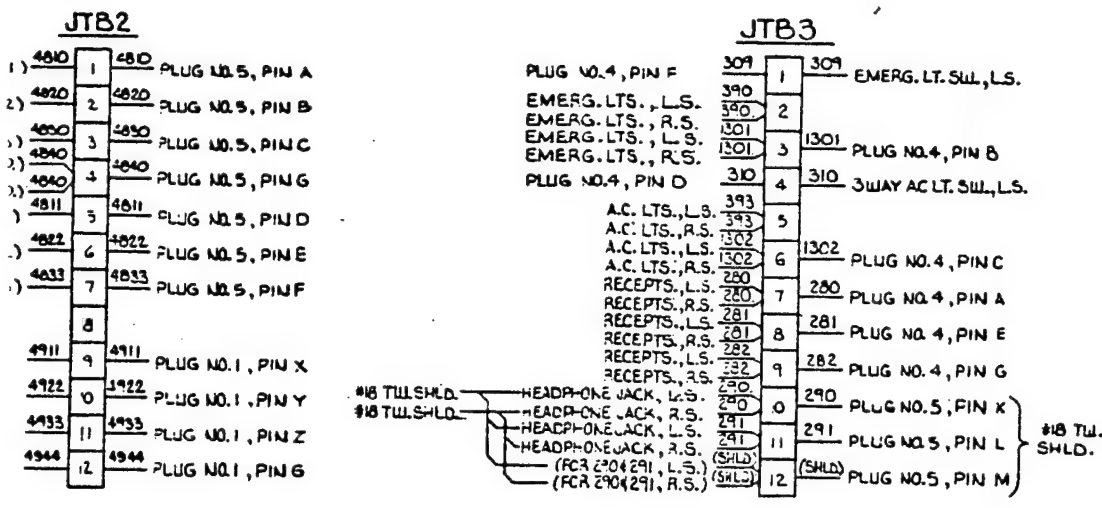 JTB2
1) 4810 1 4810 PLUG NO.5, PIN A
2) 4820 2 4820 PLUG NO.5, PIN B
) 4830 3 4830 PLUG NO.5, PIN C
) 4840
) 4840 4 4840 PLUG NO.5, PIN G
) 4811 5 4811 PLUG NO.5, PIN D
) 4822 6 4822 PLUG NO.5, PIN E
) 4833 7 4833 PLUG NO.5, PIN F
8
4911 9 4911 PLUG NO.1, PIN X
4922 10 4922 PLUG NO.1, PIN Y
4933 11 4933 PLUG NO.1, PIN Z
4944 12 4944 PLUG NO.1, PIN G
JTB3
PLUG NO.4, PIN F 309 1 309 EMERG. LT. SW., L.S.
EMERG. LTS., L.S. 390
EMERG. LTS., R.S. 390 2
EMERG. LTS., L.S. 1301
EMERG. LTS., R.S. 1301 3 1301 PLUG NO.4, PIN B
PLUG NO.4, PIN D 310 4 310 3WAY AC LT. SW., L.S.
A.C. LTS., L.S. 393
A.C. LTS., R.S. 393 5
A.C. LTS., L.S. 1302
A.C. LTS., R.S. 1302 6 1302 PLUG NO.4, PIN C
RECEPTS., L.S. 280
RECEPTS., R.S. 280 7 280 PLUG NO.4, PIN A
RECEPTS., L.S. 281
RECEPTS., R.S. 281 8 281 PLUG NO.4, PIN E
RECEPTS., L.S. 282
RECEPTS., R.S. 282 9 282 PLUG NO.4, PIN G
#18 TW. SHLD. HEADPHONE JACK, L.S. 290
#18 TW. SHLD. HEADPHONE JACK, R.S. 290 10 290 PLUG NO.5, PIN K
HEADPHONE JACK, L.S. 291
HEADPHONE JACK, R.S. 291 11 291 PLUG NO.5, PIN L
(FOR 290&291, L.S.) (SHLD)
(FOR 290&291, R.S.) (SHLD) 12 (SHLD) PLUG NO.5, PIN M
#18 TW.
SHLD.